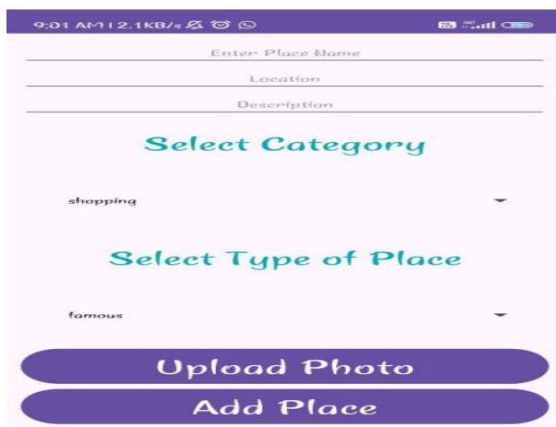 9:01 AM | 2.1KB/s
Enter Place Name
Location
Description
Select Category
shopping
Select Type of Place
famous
Upload Photo
Add Place